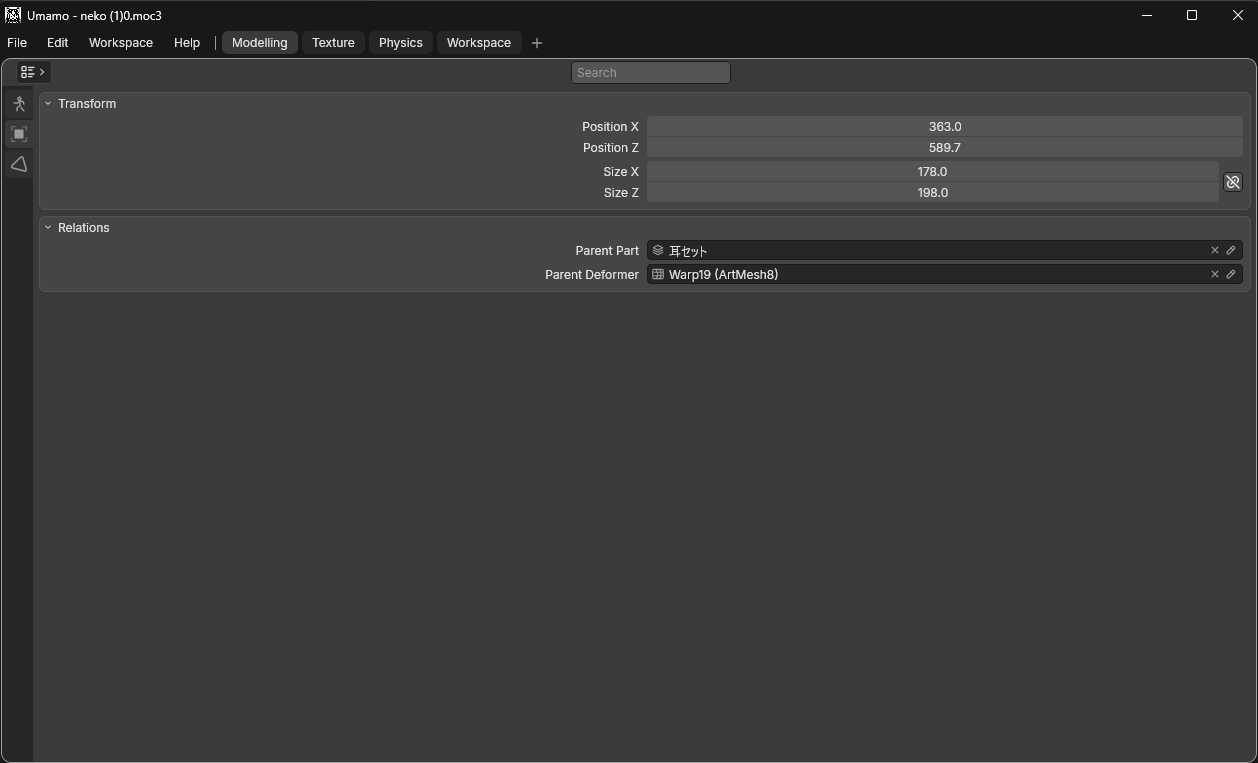 Umamo - neko (1)0.moc3
File Edit Workspace Help | Modelling Texture Physics Workspace +
Search
Transform
Position X 363.0
Position Z 589.7
Size X 178.0
Size Z 198.0
Relations
Parent Part 耳セット
Parent Deformer Warp19 (ArtMesh8)